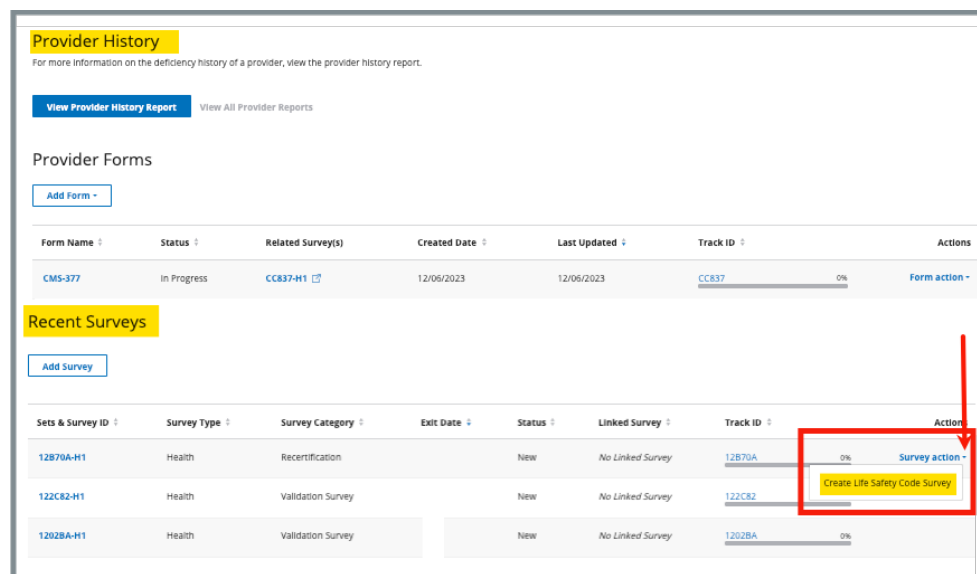 Provider History
For more information on the deficiency history of a provider, view the provider history report.
View Provider History Report View All Provider Reports
Provider Forms
Add Form
Form Name Status Related Survey(s) Created Date Last Updated Track ID Actions
CMS-377 In Progress CC837-H1 12/06/2023 12/06/2023 CC837 0% Form action
Recent Surveys
Add Survey
Sets & Survey ID Survey Type Survey Category Exit Date Status Linked Survey Track ID Actions
12B70A-H1 Health Recertification New No Linked Survey 12B70A 0% Survey action
Create Life Safety Code Survey
122C82-H1 Health Validation Survey New No Linked Survey 122C82
1202BA-H1 Health Validation Survey New No Linked Survey 1202BA 0%